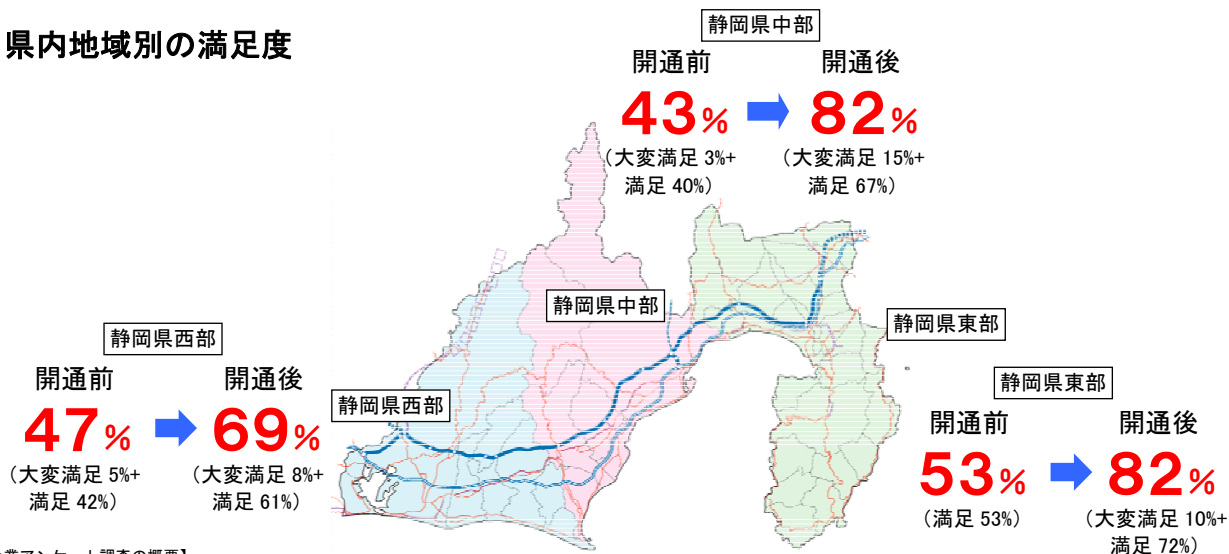 県内地域別の満足度
静岡県中部
開通前 開通後
43% 82%
（大変満足 3%+
満足 40%）
（大変満足 15%+
満足 67%）
静岡県中部
静岡県東部
静岡県西部
静岡県西部
開通前 開通後
47% 69%
（大変満足 5%+
満足 42%）
（大変満足 8%+
満足 61%）
静岡県東部
開通前 開通後
53% 82%
（満足 53%）
（大変満足 10%+
満足 72%）